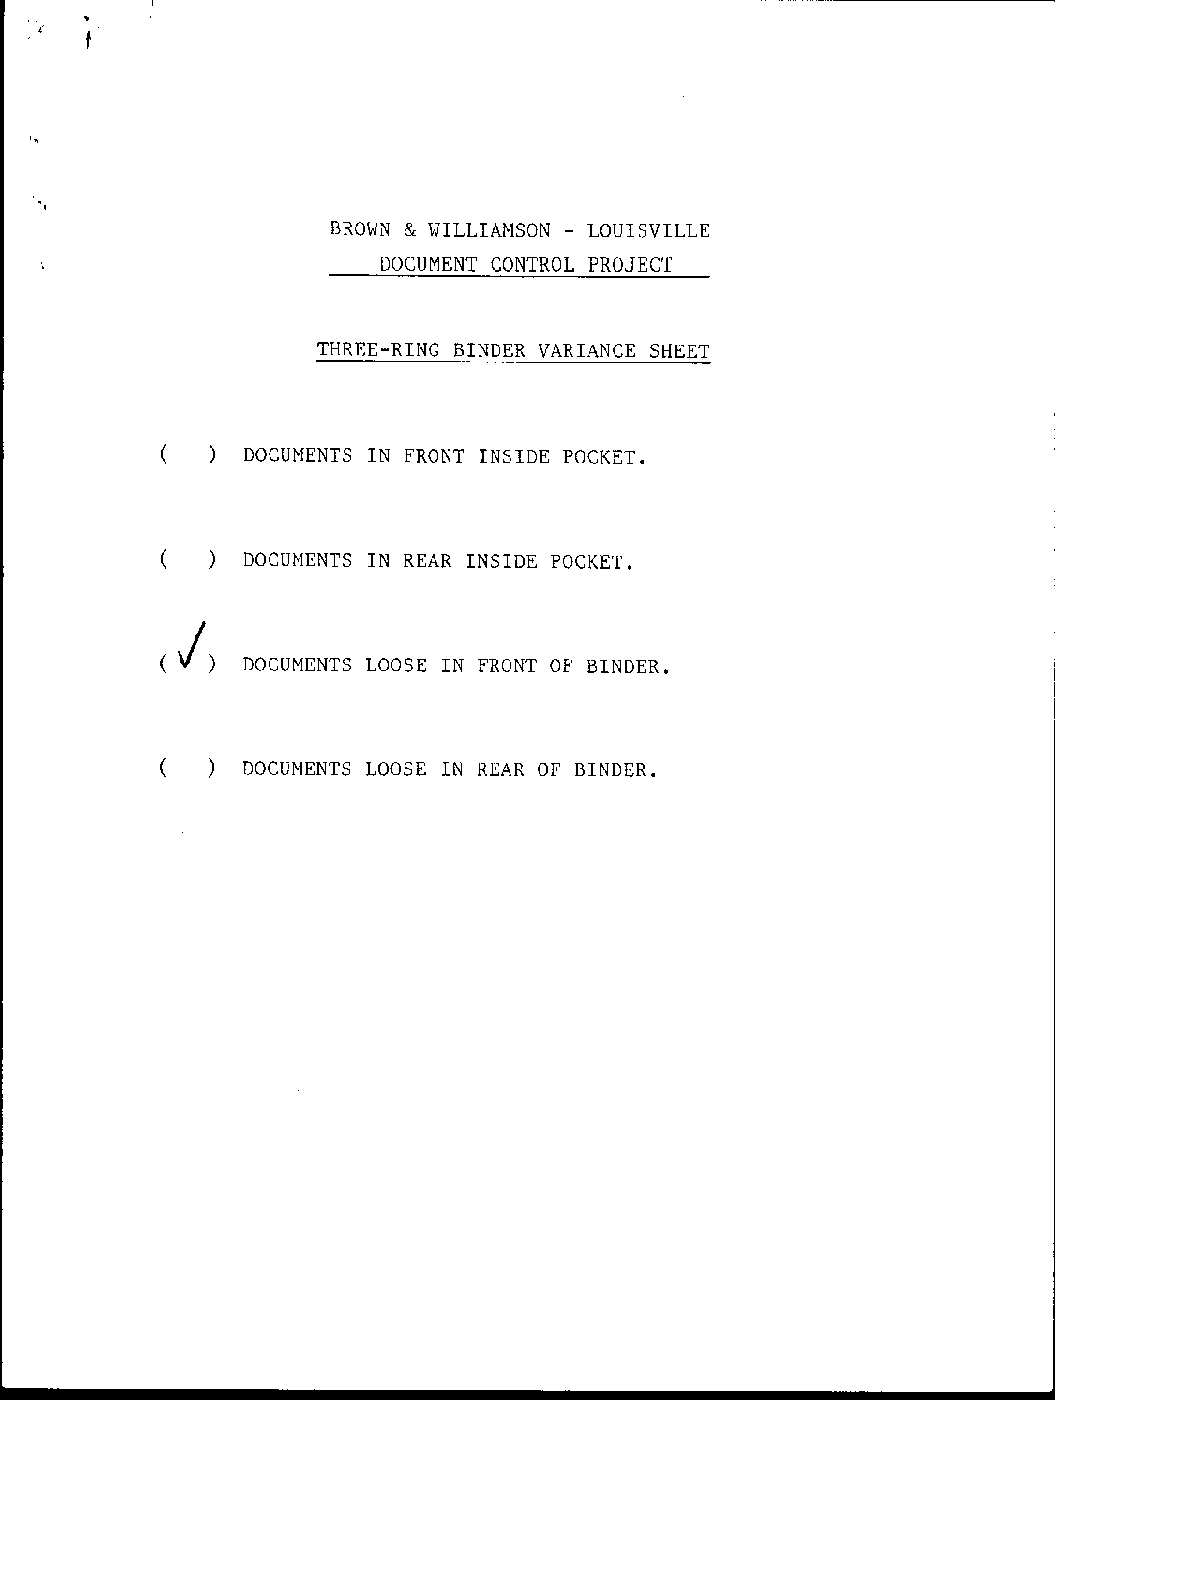 BROWN & WILLIAMSON - LOUISVILLE
DOCUMENT CONTROL PROJECT
THREE-RING BINDER VARIANCE SHEET
( ) DOCUMENTS IN FRONT INSIDE POCKET.
( ) DOCUMENTS IN REAR INSIDE POCKET.
(✓) DOCUMENTS LOOSE IN FRONT OF BINDER.
( ) DOCUMENTS LOOSE IN REAR OF BINDER.